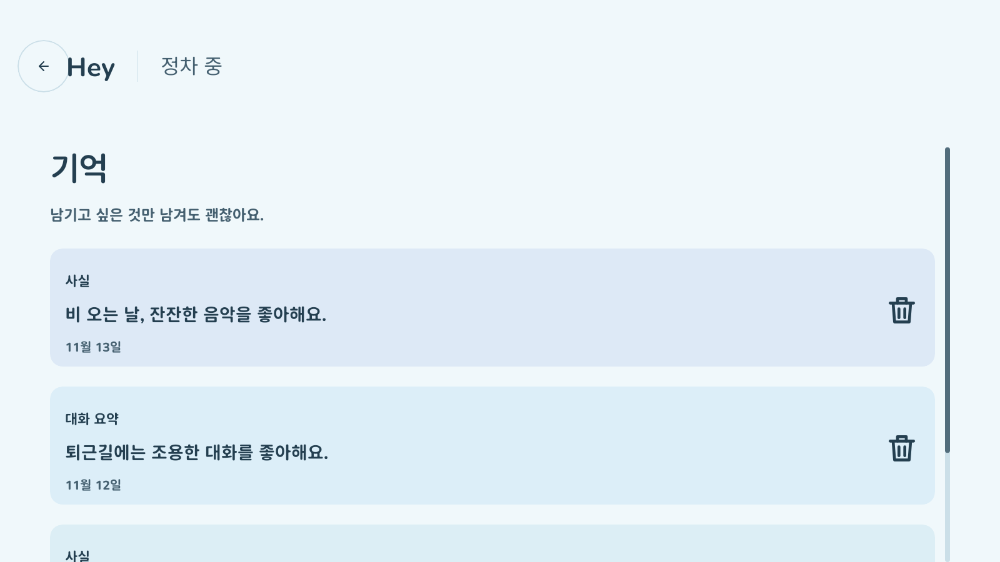 Hey
정차 중
기억
남기고 싶은 것만 남겨도 괜찮아요.
사실
비 오는 날, 잔잔한 음악을 좋아해요.
11월 13일
대화 요약
퇴근길에는 조용한 대화를 좋아해요.
11월 12일
사실